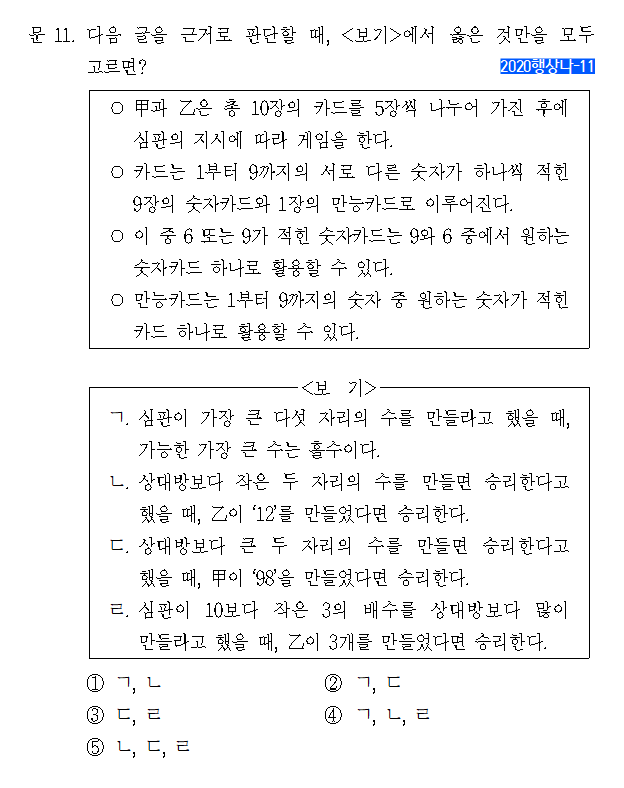 문 11. 다음 글을 근거로 판단할 때, <보기>에서 옳은 것만을 모두
고르면?
2020행상나-11
○ 甲과 乙은 총 10장의 카드를 5장씩 나누어 가진 후에
심판의 지시에 따라 게임을 한다.
○ 카드는 1부터 9까지의 서로 다른 숫자가 하나씩 적힌
9장의 숫자카드와 1장의 만능카드로 이루어진다.
○ 이 중 6 또는 9가 적힌 숫자카드는 9와 6 중에서 원하는
숫자카드 하나로 활용할 수 있다.
○ 만능카드는 1부터 9까지의 숫자 중 원하는 숫자가 적힌
카드 하나로 활용할 수 있다.
<보 기>
ㄱ. 심판이 가장 큰 다섯 자리의 수를 만들라고 했을 때,
가능한 가장 큰 수는 홀수이다.
ㄴ. 상대방보다 작은 두 자리의 수를 만들면 승리한다고
했을 때, 乙이 ‘12’를 만들었다면 승리한다.
ㄷ. 상대방보다 큰 두 자리의 수를 만들면 승리한다고
했을 때, 甲이 ‘98’을 만들었다면 승리한다.
ㄹ. 심판이 10보다 작은 3의 배수를 상대방보다 많이
만들라고 했을 때, 乙이 3개를 만들었다면 승리한다.
① ㄱ, ㄴ
② ㄱ, ㄷ
③ ㄷ, ㄹ
④ ㄱ, ㄴ, ㄹ
⑤ ㄴ, ㄷ, ㄹ